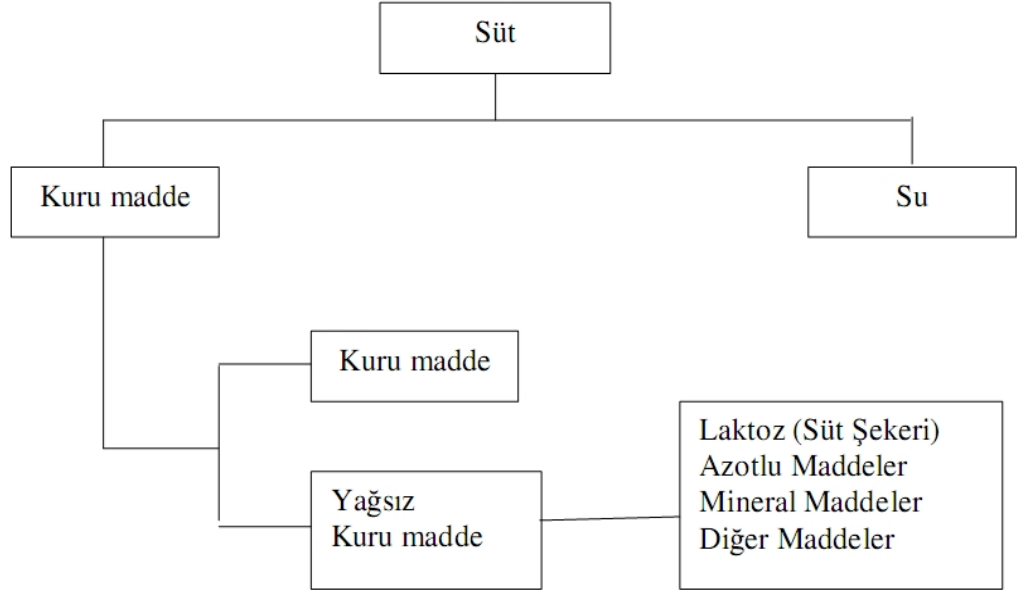 Süt
Kuru madde
Su
Kuru madde
Yağsız
Kuru madde
Laktoz (Süt Şekeri)
Azotlu Maddeler
Mineral Maddeler
Diğer Maddeler